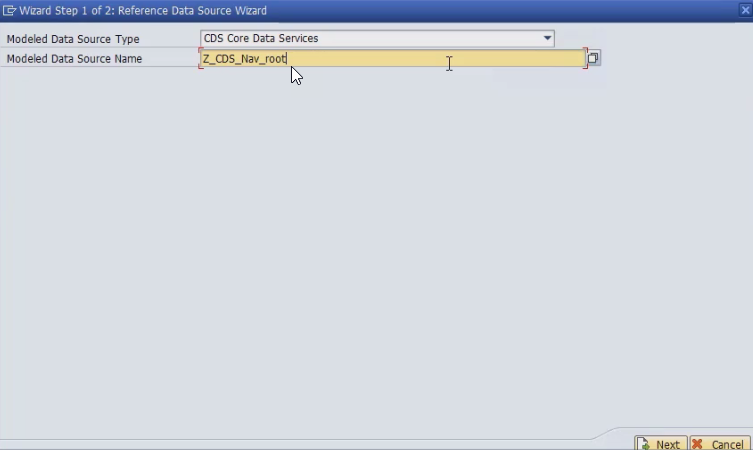 Wizard Step 1 of 2: Reference Data Source Wizard
Modeled Data Source Type CDS Core Data Services
Modeled Data Source Name Z_CDS_Nav_root
Next Cancel